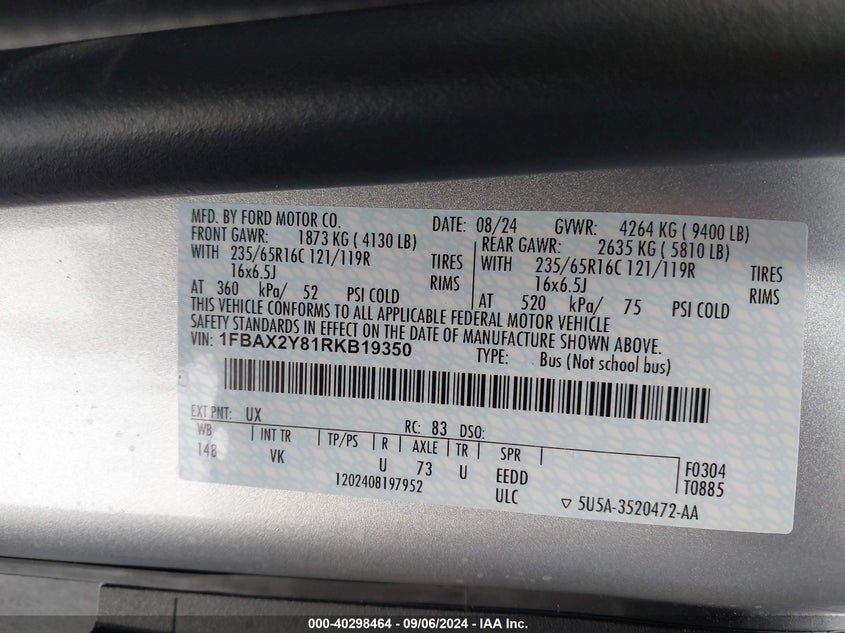 MFD. BY FORD MOTOR CO. DATE: 08/24 GVWR: 4264 KG ( 9400 LB)
FRONT GAWR: 1873 KG ( 4130 LB) REAR GAWR: 2635 KG ( 5810 LB)
WITH 235/65R16C 121/119R TIRES WITH 235/65R16C 121/119R TIRES
16x6.5J RIMS 16x6.5J RIMS
AT 360 kPa/ 52 PSI COLD AT 520 kPa/ 75 PSI COLD
THIS VEHICLE CONFORMS TO ALL APPLICABLE FEDERAL MOTOR VEHICLE
SAFETY STANDARDS IN EFFECT ON THE DATE OF MANUFACTURE SHOWN ABOVE.
VIN: 1FBAX2Y81RKB19350 TYPE: Bus (Not school bus)
EXT PNT: UX RC: 83 DSO:
WB INT TR TP/PS R AXLE TR SPR F0304
148 VK U 73 U EEDD T0885
1202408197952 ULC ▽ 5U5A-3520472-AA
000-40298464 - 09/06/2024 - IAA Inc.